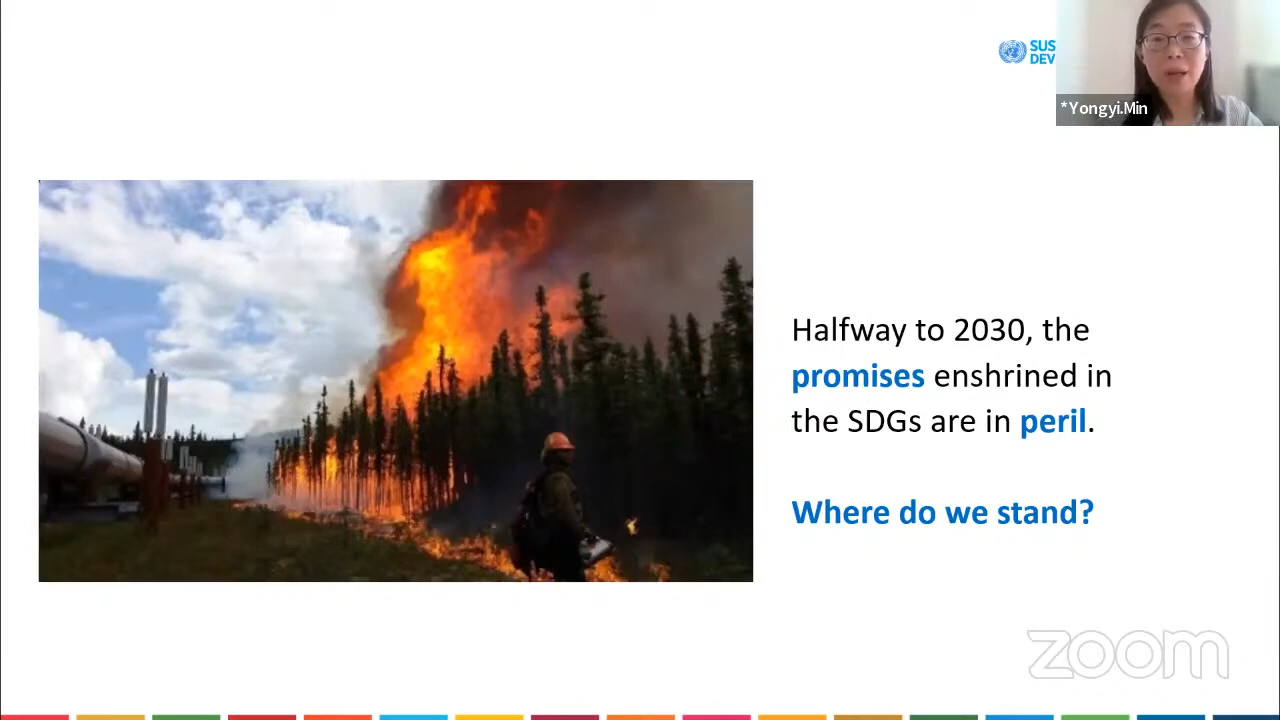 SUS
DEV
*Yongyi.Min
Halfway to 2030, the
promises enshrined in
the SDGs are in peril.
Where do we stand?
zoom